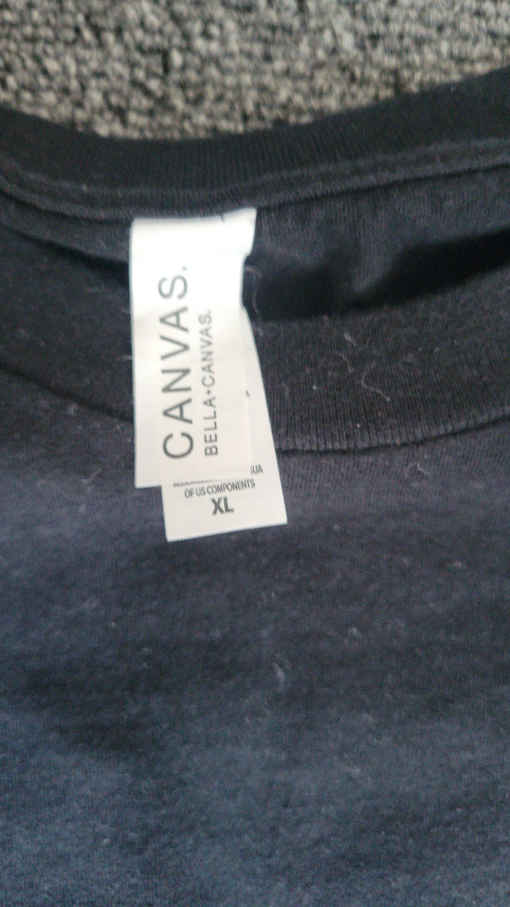 CANVAS.
BELLA+CANVAS.
OF US COMPONENTS
XL